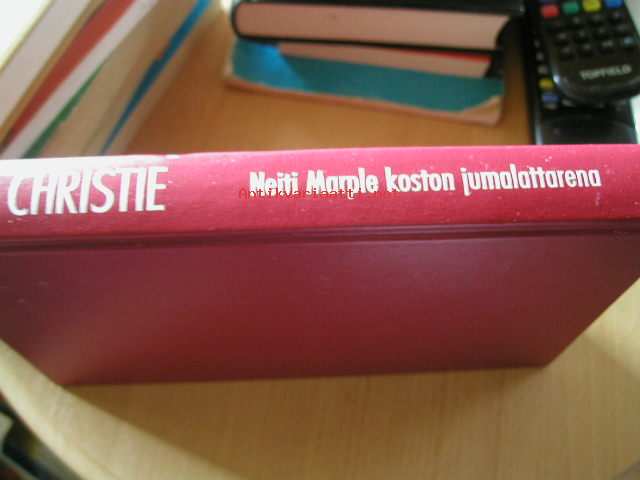 TOPFIELD
CHRISTIE
Neiti Marple koston jumalattarena